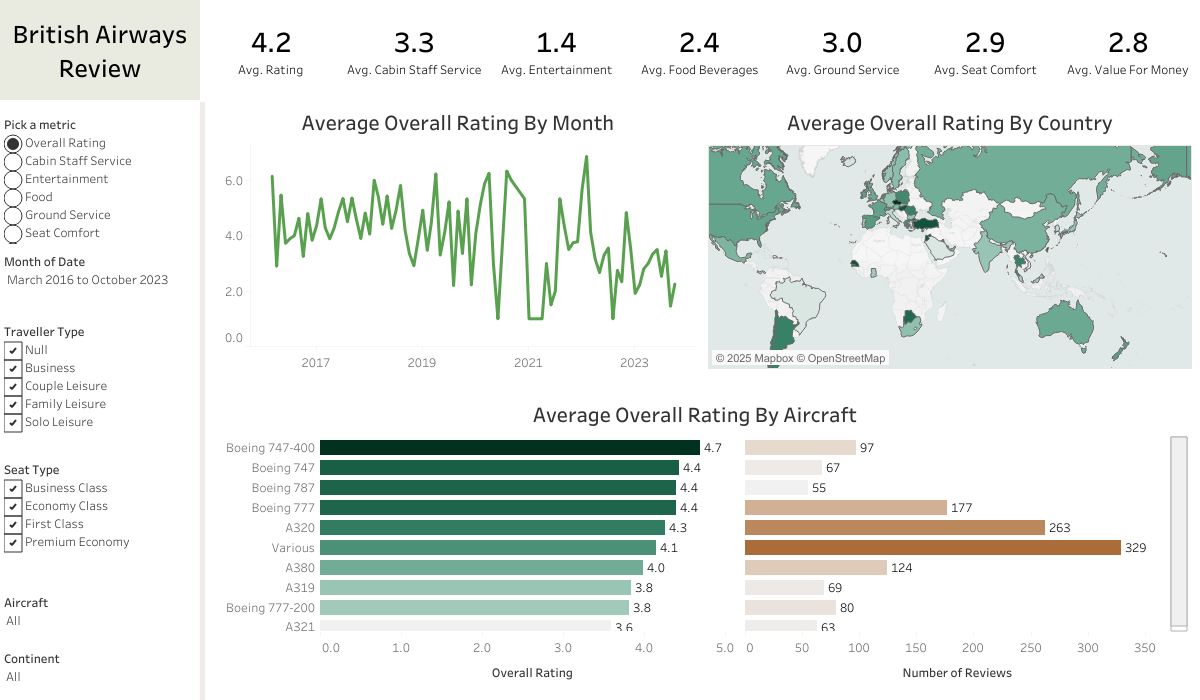 British Airways
Review
4.2
3.3
1.4
2.4
3.0
2.9
2.8
Avg. Rating
Avg. Cabin Staff Service
Avg. Entertainment
Avg. Food Beverages
Avg. Ground Service
Avg. Seat Comfort
Avg. Value For Money
Pick a metric
Overall Rating
Cabin Staff Service
Entertainment
Food
Ground Service
Seat Comfort
Month of Date
March 2016 to October 2023
Traveller Type
Null
Business
Couple Leisure
Family Leisure
Solo Leisure
Seat Type
Business Class
Economy Class
First Class
Premium Economy
Aircraft
All
Continent
All
Average Overall Rating By Month
6.0
4.0
2.0
0.0
2017
2019
2021
2023
Average Overall Rating By Country
© 2025 Mapbox © OpenStreetMap
Average Overall Rating By Aircraft
Boeing 747-400 4.7 97
Boeing 747 4.4 67
Boeing 787 4.4 55
Boeing 777 4.4 177
A320 4.3 263
Various 4.1 329
A380 4.0 124
A319 3.8 69
Boeing 777-200 3.8 80
A321 3.6 63
0.0 1.0 2.0 3.0 4.0 5.0
0 50 100 150 200 250 300 350
Overall Rating
Number of Reviews